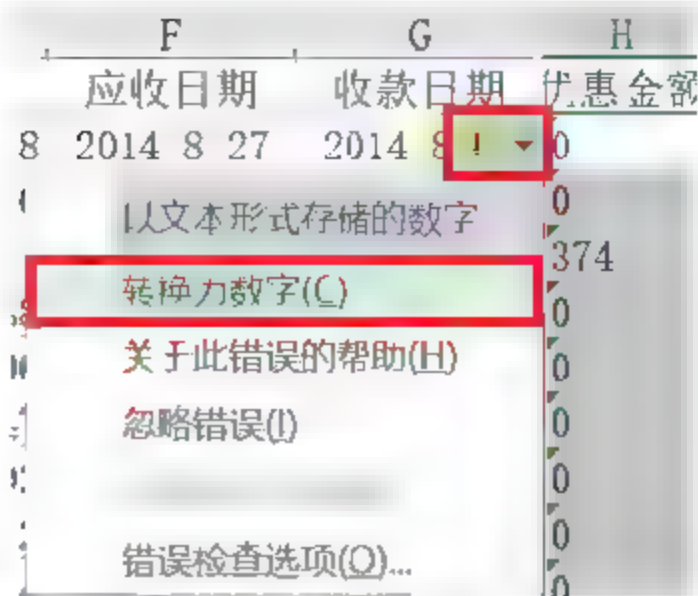 F G H
应收日期 收款日期 优惠金额
8 2014 8 27 2014 8 ! 0
以文本形式存储的数字 0
374
转换为数字(C) 0
关于此错误的帮助(H) 0
忽略错误(I) 0
0
错误检查选项(O)... 0
0